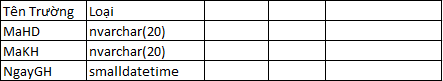 Tên Trường Loại
MaHD nvarchar(20)
MaKH nvarchar(20)
NgayGH smalldatetime